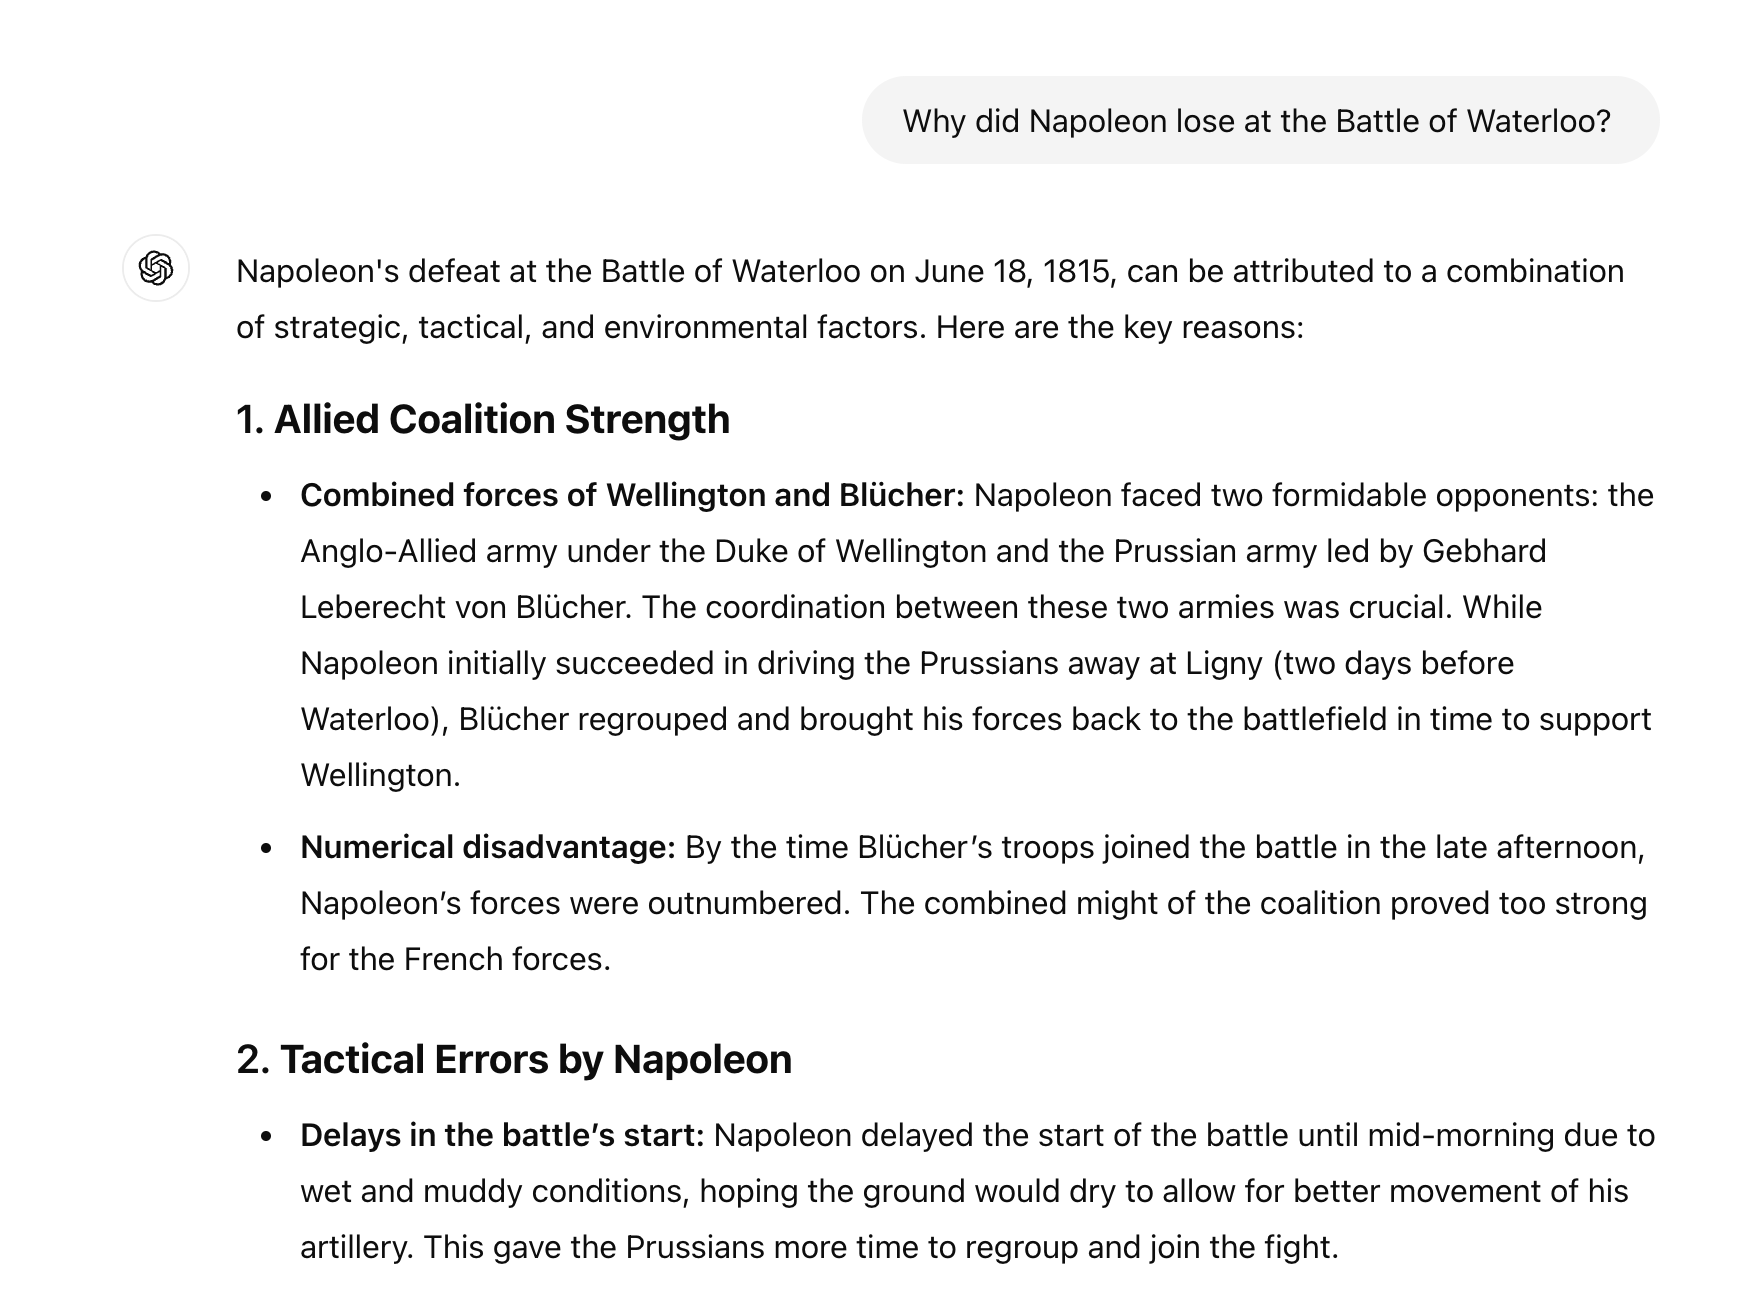 Why did Napoleon lose at the Battle of Waterloo?
Napoleon's defeat at the Battle of Waterloo on June 18, 1815, can be attributed to a combination
of strategic, tactical, and environmental factors. Here are the key reasons:
1. Allied Coalition Strength
• Combined forces of Wellington and Blücher: Napoleon faced two formidable opponents: the
Anglo-Allied army under the Duke of Wellington and the Prussian army led by Gebhard
Leberecht von Blücher. The coordination between these two armies was crucial. While
Napoleon initially succeeded in driving the Prussians away at Ligny (two days before
Waterloo), Blücher regrouped and brought his forces back to the battlefield in time to support
Wellington.
• Numerical disadvantage: By the time Blücher’s troops joined the battle in the late afternoon,
Napoleon’s forces were outnumbered. The combined might of the coalition proved too strong
for the French forces.
2. Tactical Errors by Napoleon
• Delays in the battle’s start: Napoleon delayed the start of the battle until mid-morning due to
wet and muddy conditions, hoping the ground would dry to allow for better movement of his
artillery. This gave the Prussians more time to regroup and join the fight.